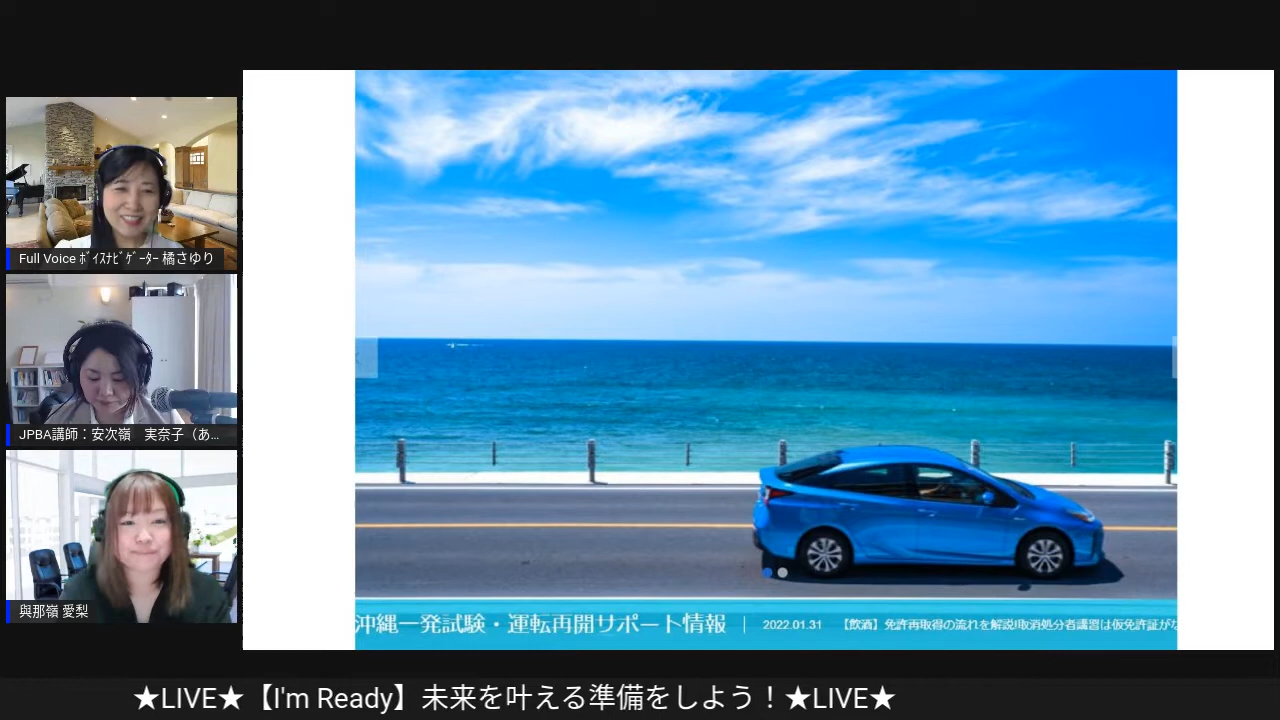 Full Voice ﾎﾞｲｽﾅﾋﾞｹﾞｰﾀｰ 橘さゆり
JPBA講師：安次嶺　実奈子（あ...
與那嶺 愛梨
沖縄一発試験・運転再開サポート情報
2022.01.31 【飲酒】免許再取得の流れを解説!取消処分者講習は仮免許証がな
★LIVE★【I'm Ready】未来を叶える準備をしよう！★LIVE★